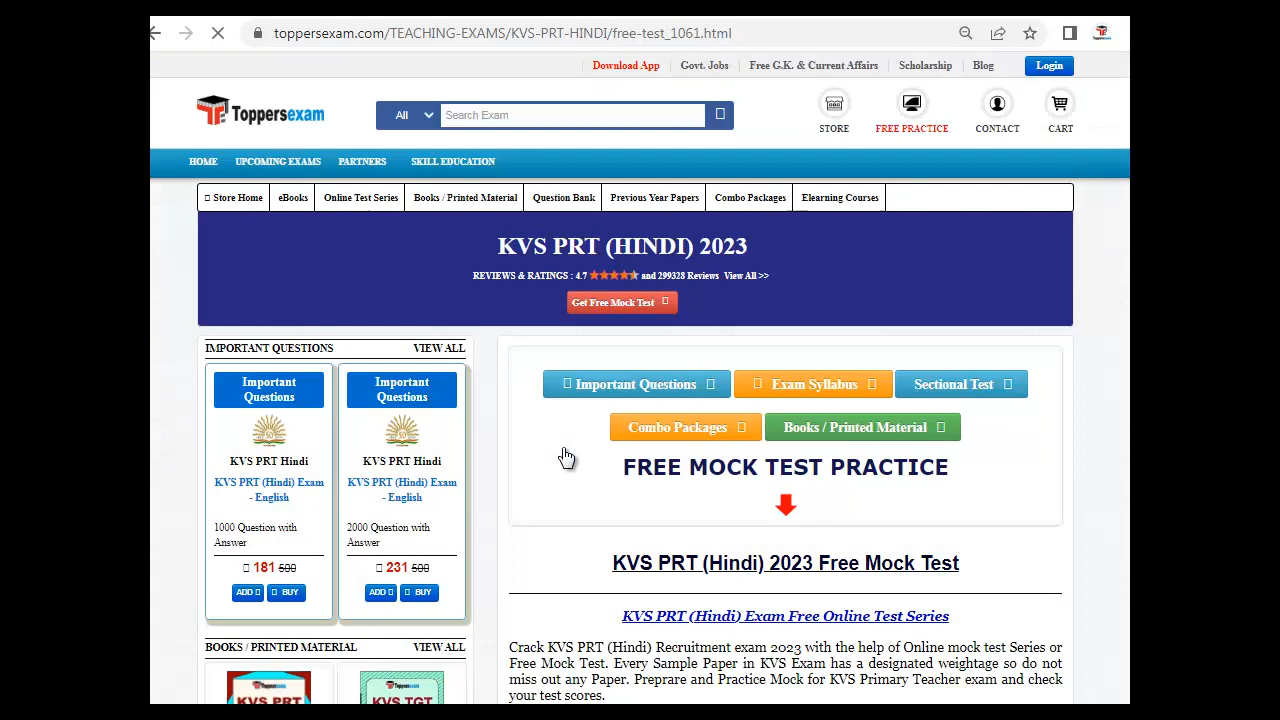 toppersexam.com/TEACHING-EXAMS/KVS-PRT-HINDI/free-test_1061.html
Download App Govt. Jobs Free G.K. & Current Affairs Scholarship Blog Login
Toppersexam
All Search Exam
STORE FREE PRACTICE CONTACT CART
HOME UPCOMING EXAMS PARTNERS SKILL EDUCATION
Store Home eBooks Online Test Series Books / Printed Material Question Bank Previous Year Papers Combo Packages Elearning Courses
KVS PRT (HINDI) 2023
REVIEWS & RATINGS : 4.7 and 299328 Reviews View All >>
Get Free Mock Test
IMPORTANT QUESTIONS VIEW ALL
Important Questions
KVS PRT Hindi
KVS PRT (Hindi) Exam - English
1000 Question with Answer
181 500
ADD BUY
Important Questions
KVS PRT Hindi
KVS PRT (Hindi) Exam - English
2000 Question with Answer
231 500
ADD BUY
BOOKS / PRINTED MATERIAL VIEW ALL
Toppersexam
KVS PRT
Toppersexam
KVS TGT
Important Questions Exam Syllabus Sectional Test
Combo Packages Books / Printed Material
FREE MOCK TEST PRACTICE
KVS PRT (Hindi) 2023 Free Mock Test
KVS PRT (Hindi) Exam Free Online Test Series
Crack KVS PRT (Hindi) Recruitment exam 2023 with the help of Online mock test Series or
Free Mock Test. Every Sample Paper in KVS Exam has a designated weightage so do not
miss out any Paper. Preprare and Practice Mock for KVS Primary Teacher exam and check
your test scores.